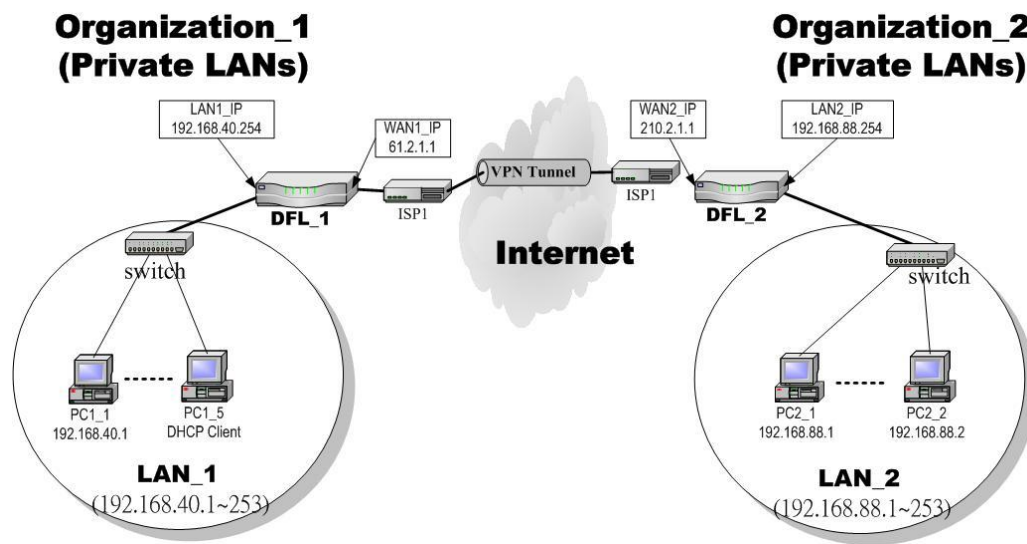 Organization_1
(Private LANs)
Organization_2
(Private LANs)
LAN1_IP
192.168.40.254
WAN1_IP
61.2.1.1
WAN2_IP
210.2.1.1
LAN2_IP
192.168.88.254
VPN Tunnel
DFL_1
ISP1
ISP1
DFL_2
Internet
switch
switch
PC1_1
192.168.40.1
PC1_5
DHCP Client
PC2_1
192.168.88.1
PC2_2
192.168.88.2
LAN_1
(192.168.40.1~253)
LAN_2
(192.168.88.1~253)